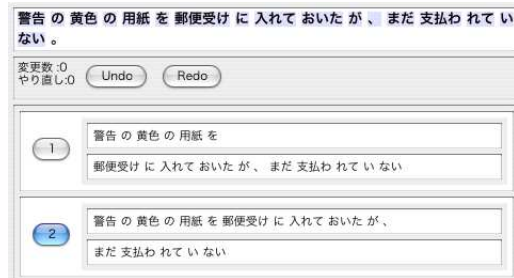 警告 の 黄色 の 用紙 を 郵便受け に 入れて おいた が 、 まだ 支払わ れて い
ない 。
変更数 :0
やり直し:0
Undo Redo
1
警告 の 黄色 の 用紙 を
郵便受け に 入れて おいた が 、 まだ 支払わ れて い ない
2
警告 の 黄色 の 用紙 を 郵便受け に 入れて おいた が 、
まだ 支払わ れて い ない